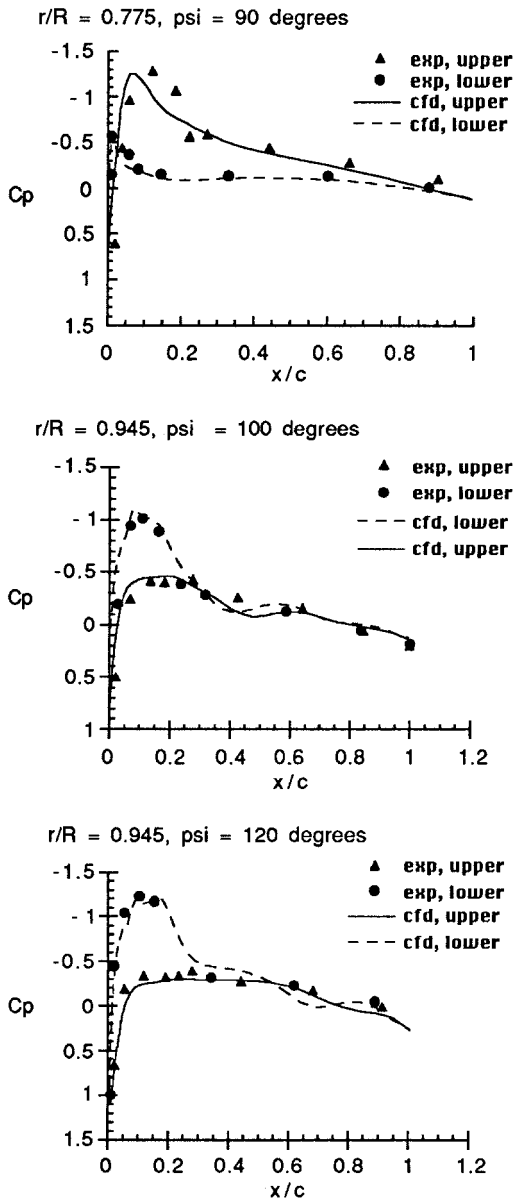 r/R = 0.775, psi = 90 degrees
-1.5
-1
-0.5
0
0.5
1
1.5
Cp
exp, upper
exp, lower
cfd, upper
cfd, lower
0 0.2 0.4 0.6 0.8 1
x/c
r/R = 0.945, psi = 100 degrees
-1.5
-1
-0.5
0
0.5
1
Cp
exp, upper
exp, lower
cfd, lower
cfd, upper
0 0.2 0.4 0.6 0.8 1 1.2
x/c
r/R = 0.945, psi = 120 degrees
-1.5
-1
-0.5
0
0.5
1
1.5
Cp
exp, upper
exp, lower
cfd, upper
cfd, lower
0 0.2 0.4 0.6 0.8 1 1.2
x/c